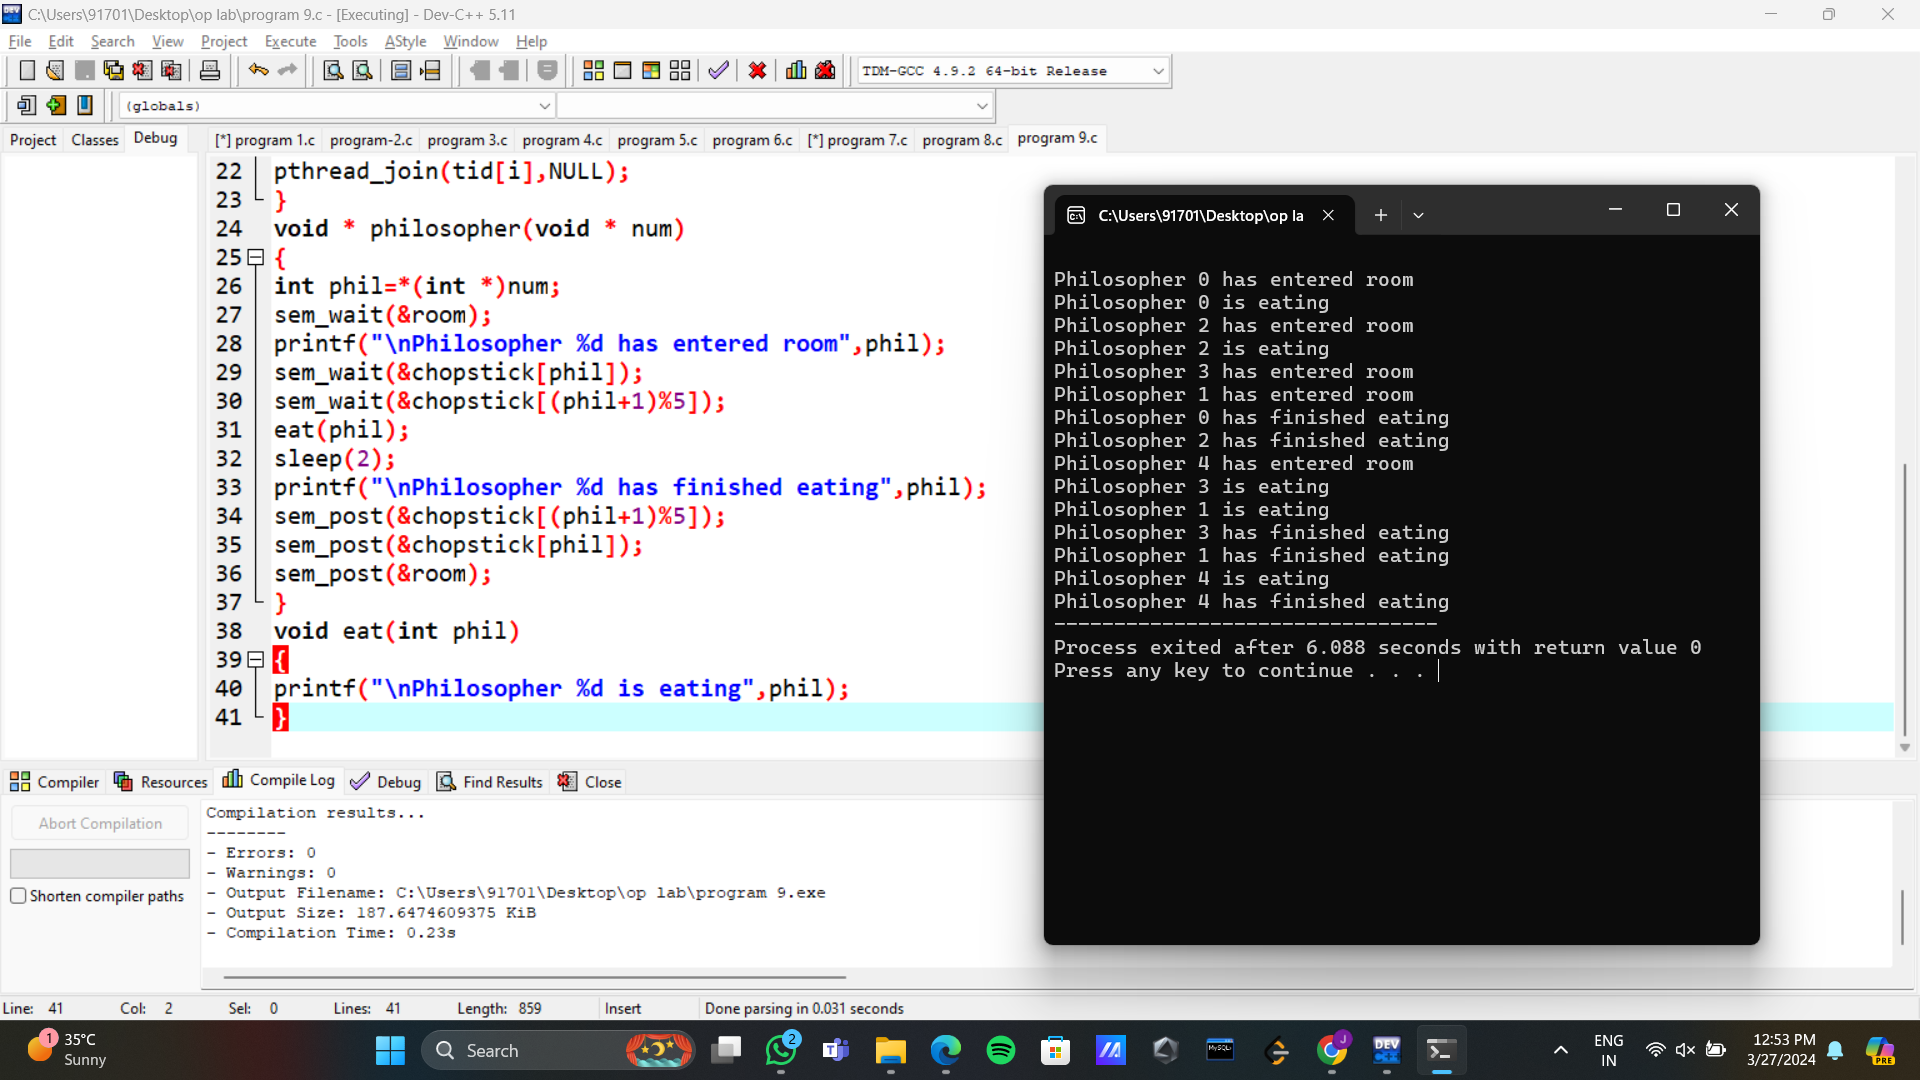 C:\Users\91701\Desktop\op lab\program 9.c - [Executing] - Dev-C++ 5.11
File Edit Search View Project Execute Tools AStyle Window Help
TDM-GCC 4.9.2 64-bit Release
(globals)
Project Classes Debug
[*] program 1.c program-2.c program 3.c program 4.c program 5.c program 6.c [*] program 7.c program 8.c program 9.c
22 pthread_join(tid[i],NULL);
23 }
24 void * philosopher(void * num)
25 {
26 int phil=*(int *)num;
27 sem_wait(&room);
28 printf("\nPhilosopher %d has entered room",phil);
29 sem_wait(&chopstick[phil]);
30 sem_wait(&chopstick[(phil+1)%5]);
31 eat(phil);
32 sleep(2);
33 printf("\nPhilosopher %d has finished eating",phil);
34 sem_post(&chopstick[(phil+1)%5]);
35 sem_post(&chopstick[phil]);
36 sem_post(&room);
37 }
38 void eat(int phil)
39 {
40 printf("\nPhilosopher %d is eating",phil);
41 }
C:\Users\91701\Desktop\op la
Philosopher 0 has entered room
Philosopher 0 is eating
Philosopher 2 has entered room
Philosopher 2 is eating
Philosopher 3 has entered room
Philosopher 1 has entered room
Philosopher 0 has finished eating
Philosopher 2 has finished eating
Philosopher 4 has entered room
Philosopher 3 is eating
Philosopher 1 is eating
Philosopher 3 has finished eating
Philosopher 1 has finished eating
Philosopher 4 is eating
Philosopher 4 has finished eating
--------------------------------
Process exited after 6.088 seconds with return value 0
Press any key to continue . . .
Compiler Resources Compile Log Debug Find Results Close
Abort Compilation
Shorten compiler paths
Compilation results...
--------
- Errors: 0
- Warnings: 0
- Output Filename: C:\Users\91701\Desktop\op lab\program 9.exe
- Output Size: 187.6474609375 KiB
- Compilation Time: 0.23s
Line: 41 Col: 2 Sel: 0 Lines: 41 Length: 859 Insert Done parsing in 0.031 seconds
1
35°C
Sunny
Search
2
MySQL
J
DEV
ENG
IN
12:53 PM
3/27/2024
PRE